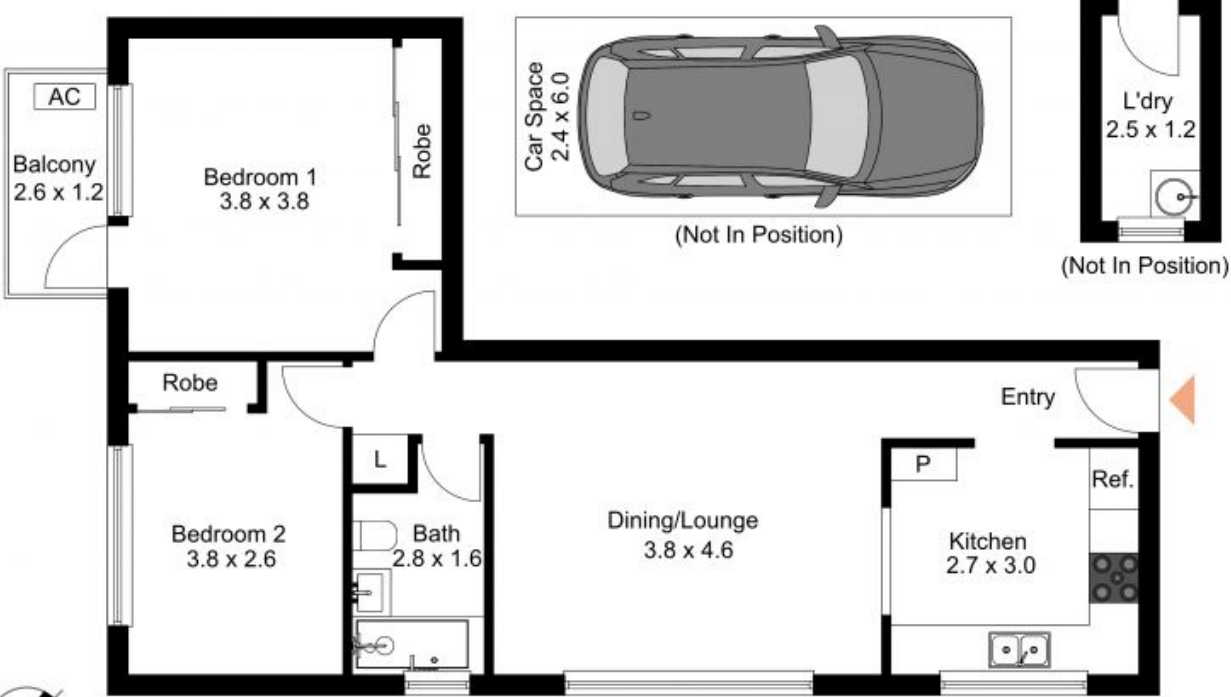 AC
Balcony
2.6 x 1.2
Bedroom 1
3.8 x 3.8
Robe
Car Space
2.4 x 6.0
(Not In Position)
L'dry
2.5 x 1.2
(Not In Position)
Robe
Entry
L
P
Ref.
Bedroom 2
3.8 x 2.6
Bath
2.8 x 1.6
Dining/Lounge
3.8 x 4.6
Kitchen
2.7 x 3.0